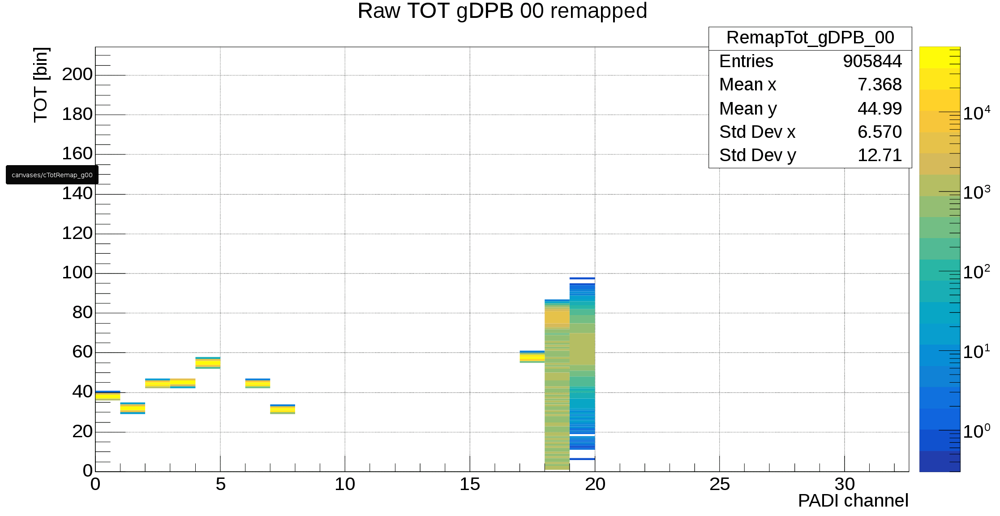 Raw TOT gDPB 00 remapped
RemapTot_gDPB_00
Entries 905844
Mean x 7.368
Mean y 44.99
Std Dev x 6.570
Std Dev y 12.71
TOT [bin]
200
180
160
140
120
100
80
60
40
20
0
canvases/cTotRemap_g00
0 5 10 15 20 25 30
PADI channel
10⁴
10³
10²
10¹
10⁰